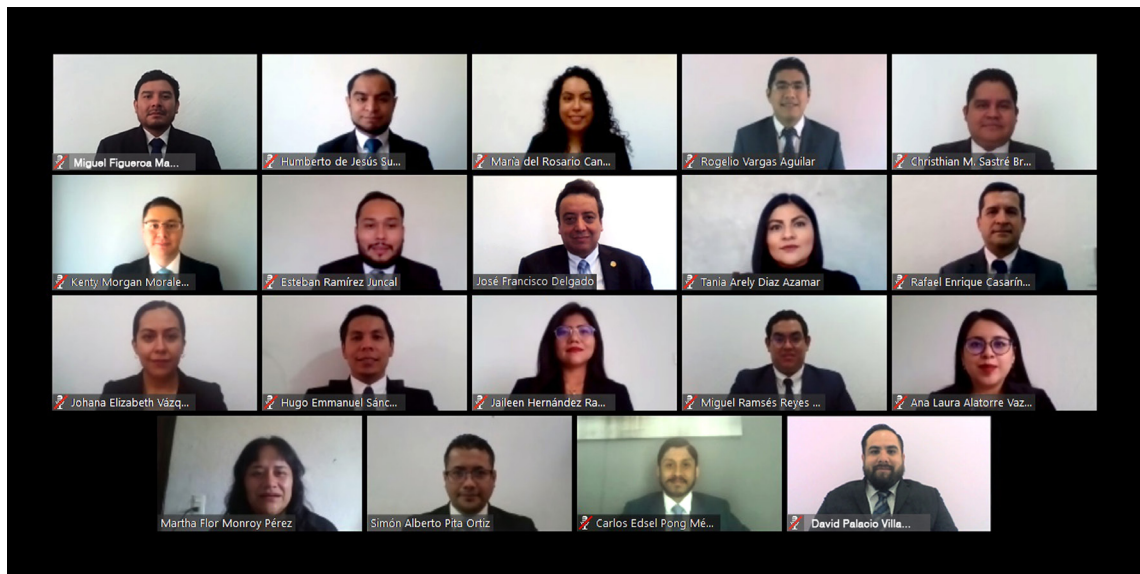 Miguel Figueroa Ma...
Humberto de Jesús Su...
María del Rosario Can...
Rogelio Vargas Aguilar
Christhian M. Sastré Br...
Kenty Morgan Morale...
Esteban Ramírez Juncal
José Francisco Delgado
Tania Arely Díaz Azamar
Rafael Enrique Casarín...
Johana Elizabeth Vázq...
Hugo Emmanuel Sánc...
Jaileen Hernández Ra...
Miguel Ramsés Reyes ...
Ana Laura Alatorre Vaz...
Martha Flor Monroy Pérez
Simón Alberto Pita Ortiz
Carlos Edsel Pong Mé...
David Palacio Villa...